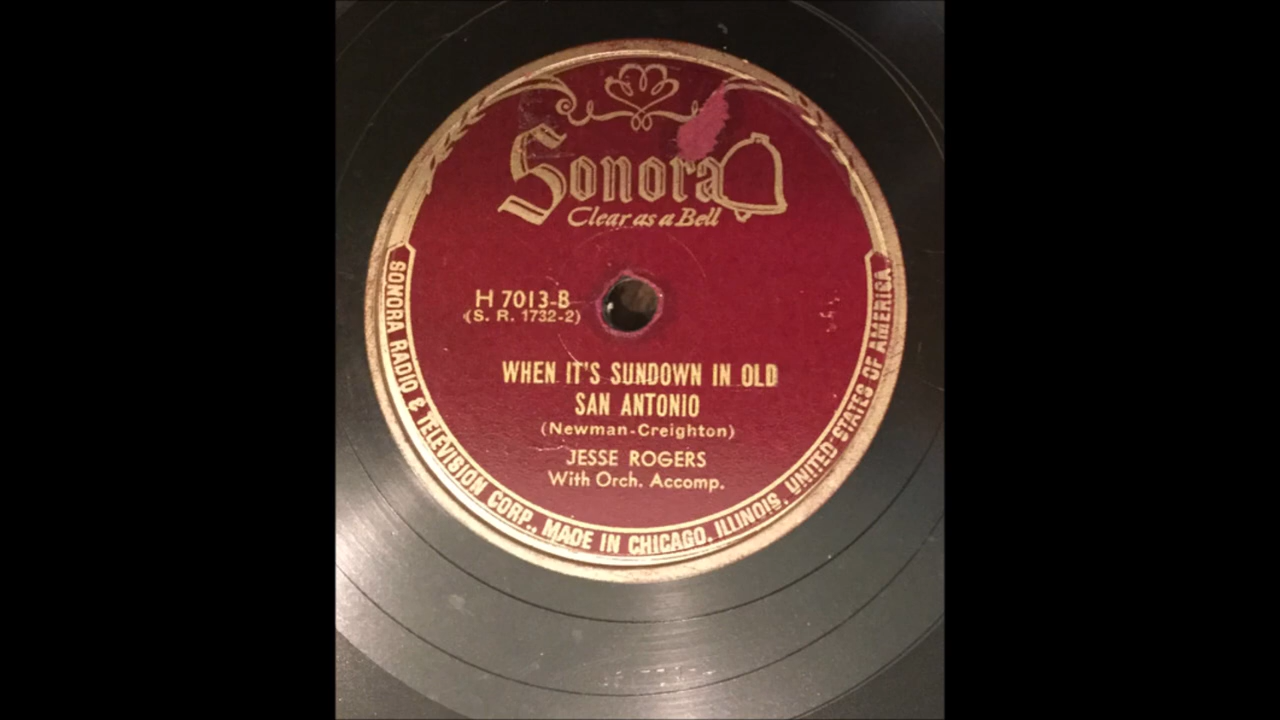 Sonora
Clear as a Bell
H 7013-B
(S. R. 1732-2)
WHEN IT'S SUNDOWN IN OLD
SAN ANTONIO
(Newman-Creighton)
JESSE ROGERS
With Orch. Accomp.
SONORA RADIO & TELEVISION CORP., MADE IN CHICAGO, ILLINOIS, UNITED STATES OF AMERICA